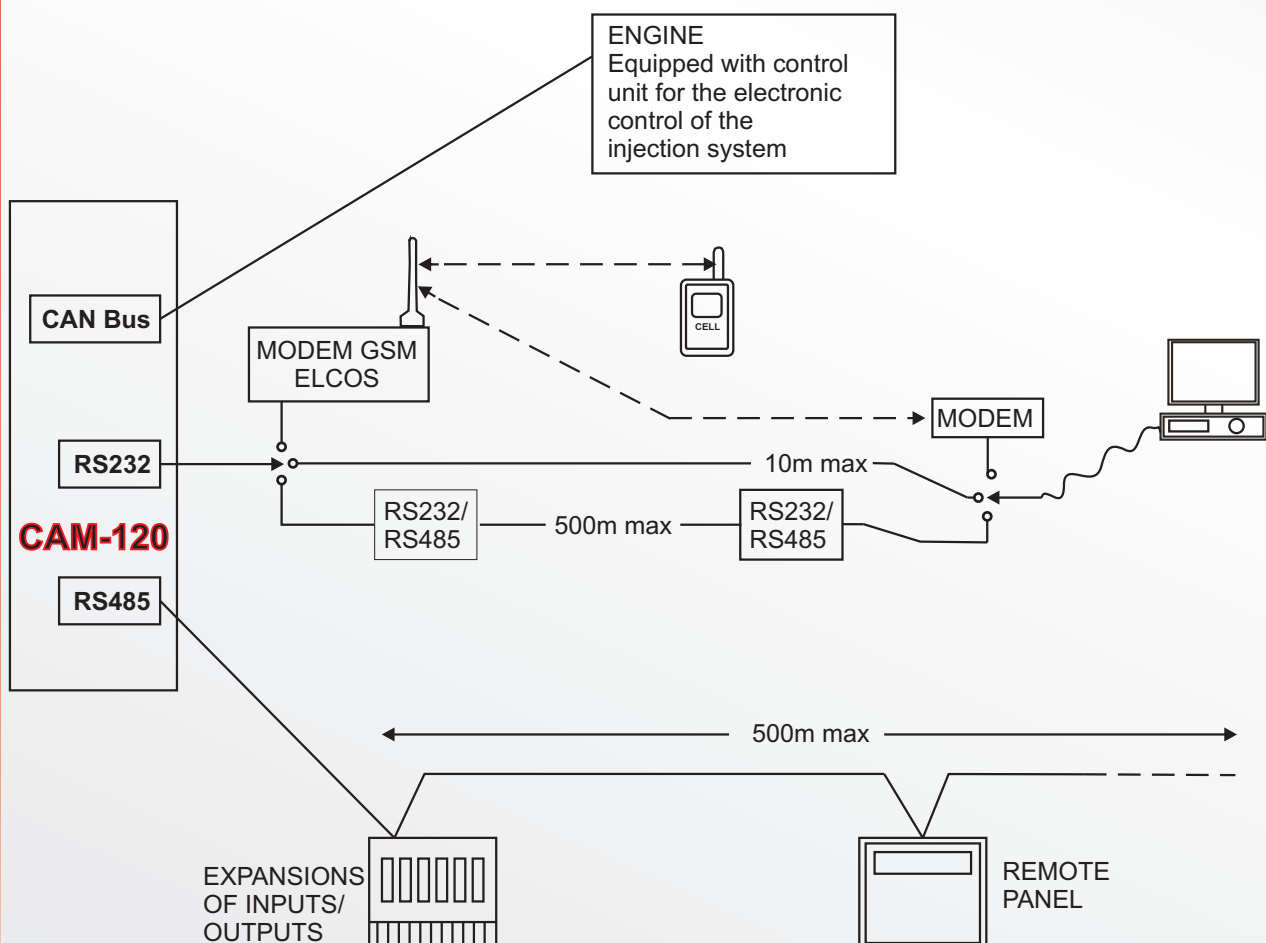 ENGINE
Equipped with control
unit for the electronic
control of the
injection system
CAN Bus
MODEM GSM
ELCOS
CELL
MODEM
RS232
10m max
RS232/
RS485
500m max
RS232/
RS485
CAM-120
RS485
500m max
EXPANSIONS
OF INPUTS/
OUTPUTS
REMOTE
PANEL